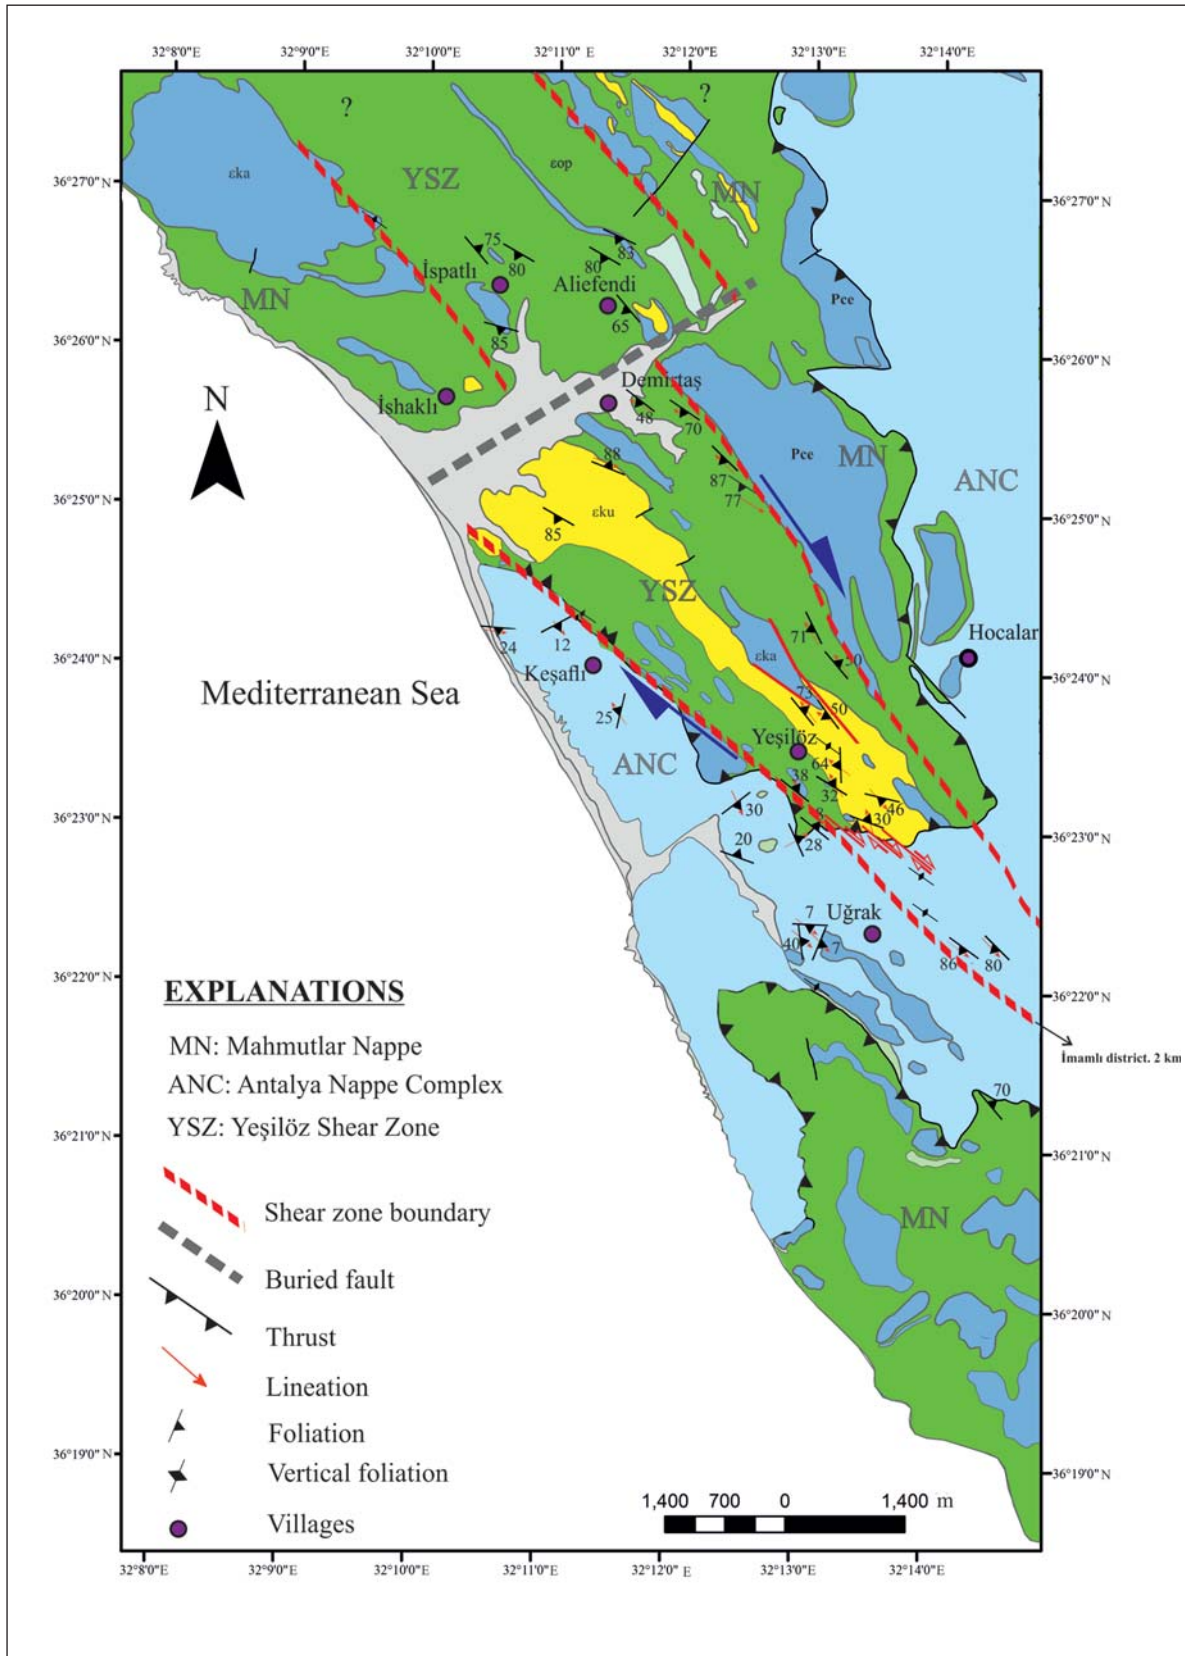 32°8'0"E 32°9'0"E 32°10'0"E 32°11'0"E 32°12'0"E 32°13'0"E 32°14'0"E
? ?
εop
εka
YSZ
MN
36°27'0"N
36°27'0"N
75
83
80
80
İspatlı
Aliefendi
MN
Pce
65
85
36°26'0"N
36°26'0"N
Demirtaş
İshaklı
48
70
N
88
Pce
MN
ANC
87
77
36°25'0"N
36°25'0"N
εku
85
YSZ
71
Hocalar
24
12
εka
50
36°24'0"N
36°24'0"N
Keşaflı
Mediterranean Sea
73
50
25
Yeşilöz
ANC
64
38
32
46
30
8
30
36°23'0"N
36°23'0"N
20
28
7
Uğrak
40
7
86
80
36°22'0"N
36°22'0"N
EXPLANATIONS
MN: Mahmutlar Nappe
İmamlı district. 2 km
ANC: Antalya Nappe Complex
70
YSZ: Yeşilöz Shear Zone
36°21'0"N
36°21'0"N
Shear zone boundary
MN
Buried fault
36°20'0"N
36°20'0"N
Thrust
Lineation
Foliation
36°19'0"N
36°19'0"N
Vertical foliation
1,400 700 0 1,400 m
Villages
32°8'0"E 32°9'0"E 32°10'0"E 32°11'0"E 32°12'0"E 32°13'0"E 32°14'0"E